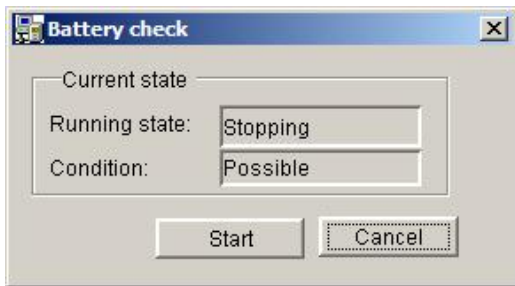 Battery check
Current state
Running state: Stopping
Condition: Possible
Start Cancel